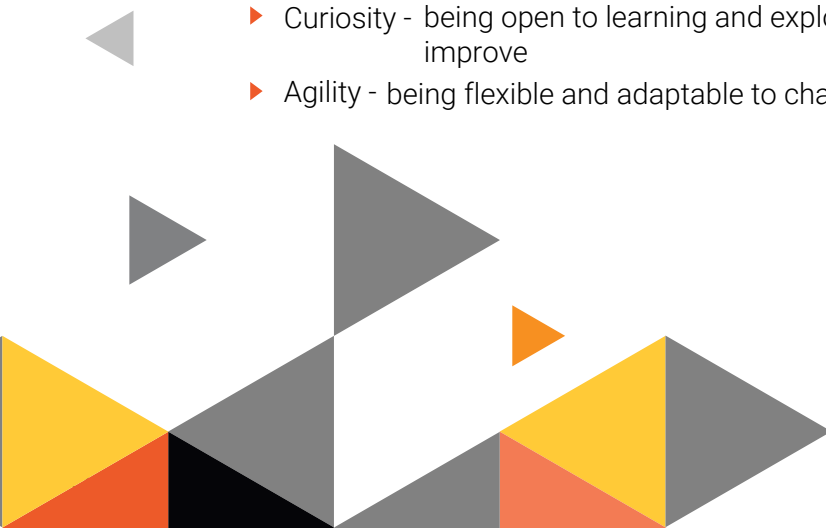 Curiosity - being open to learning and explo
improve
Agility - being flexible and adaptable to cha